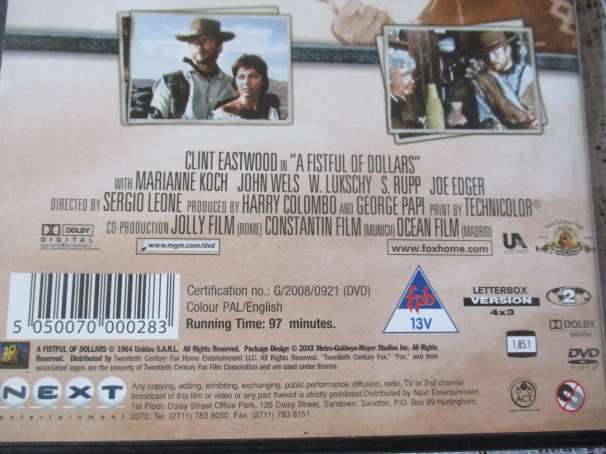 CLINT EASTWOOD IN "A FISTFUL OF DOLLARS"
WITH MARIANNE KOCH JOHN WELS W. LUKSCHY S. RUPP JOE EDGER
DIRECTED BY SERGIO LEONE PRODUCED BY HARRY COLOMBO AND GEORGE PAPI PRINT BY TECHNICOLOR®
CO-PRODUCTION JOLLY FILM (ROME) CONSTANTIN FILM (MUNICH) OCEAN FILM (MADRID)
DOLBY
DIGITAL
www.mgm.com/dvd
www.foxhome.com
UA
Certification no.: G/2008/0921 (DVD)
Colour PAL/English
Running Time: 97 minutes.
5 050070 000283
fpb
13V
LETTERBOX
VERSION
4x3
2
1.85:1
DOLBY
DIGITAL
DVD
VIDEO
A FISTFUL OF DOLLARS © 1964 Unidas S.A.R.L. All Rights Reserved. Package Design © 20XX Metro-Goldwyn-Mayer Studios Inc. All Rights
Reserved. Distributed by Twentieth Century Fox Home Entertainment LLC. All Rights Reserved. "Twentieth Century Fox," "Fox," and their
associated logos are the property of Twentieth Century Fox Film Corporation and are used under license.
NEXT
entertainment
Any copying, editing, exhibiting, exchanging, public performance, diffusion, radio, TV or 2nd channel
broadcast of this film or video or any part thereof is strictly prohibited.Distributed by Next Entertainment.
1st Floor, Daisy Street Office Park, 135 Daisy Street, Sandown, Sandton, P.O. Box 89 Hurlingham
2070. Tel. (2711) 783 8050 Fax. (2711) 783 6151
ACT